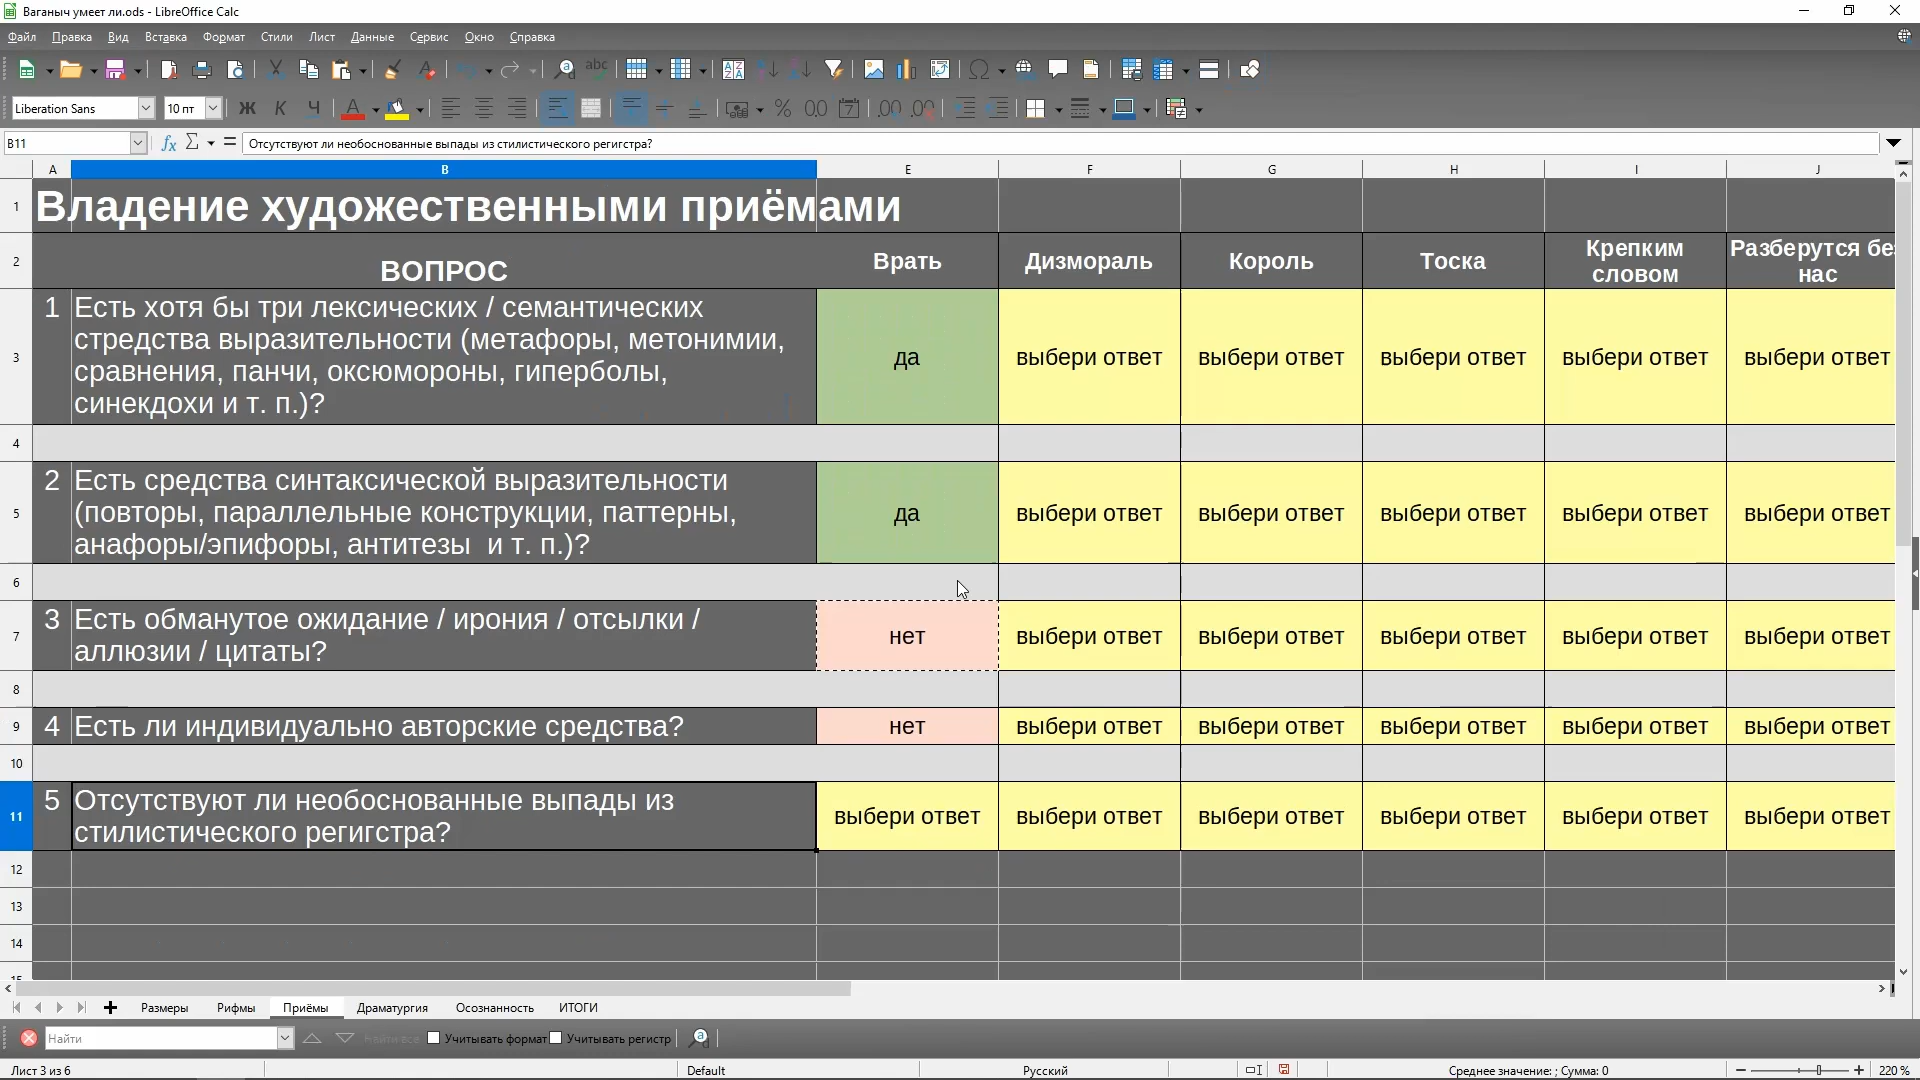 Ваганыч умеет ли.ods - LibreOffice Calc
Файл Правка Вид Вставка Формат Стили Лист Данные Сервис Окно Справка
Liberation Sans 10 пт Ж К Ч
B11 Отсутствуют ли необоснованные выпады из стилистического регигстра?
A B E F G H I J
1 Владение художественными приёмами
2 ВОПРОС Врать Дизмораль Король Тоска Крепким словом Разберутся без нас
3 1 Есть хотя бы три лексических / семантических
стредства выразительности (метафоры, метонимии,
сравнения, панчи, оксюмороны, гиперболы,
синекдохи и т. п.)?
да выбери ответ выбери ответ выбери ответ выбери ответ выбери ответ
4
5 2 Есть средства синтаксической выразительности
(повторы, параллельные конструкции, паттерны,
анафоры/эпифоры, антитезы  и т. п.)?
да выбери ответ выбери ответ выбери ответ выбери ответ выбери ответ
6
7 3 Есть обманутое ожидание / ирония / отсылки /
аллюзии / цитаты?
нет выбери ответ выбери ответ выбери ответ выбери ответ выбери ответ
8
9 4 Есть ли индивидуально авторские средства? нет выбери ответ выбери ответ выбери ответ выбери ответ выбери ответ
10
11 5 Отсутствуют ли необоснованные выпады из
стилистического регигстра?
выбери ответ выбери ответ выбери ответ выбери ответ выбери ответ выбери ответ
12
13
14
15
Размеры Рифмы Приёмы Драматургия Осознанность ИТОГИ
Найти Найти все Учитывать формат Учитывать регистр
Лист 3 из 6 Default Русский Среднее значение: ; Сумма: 0 220 %